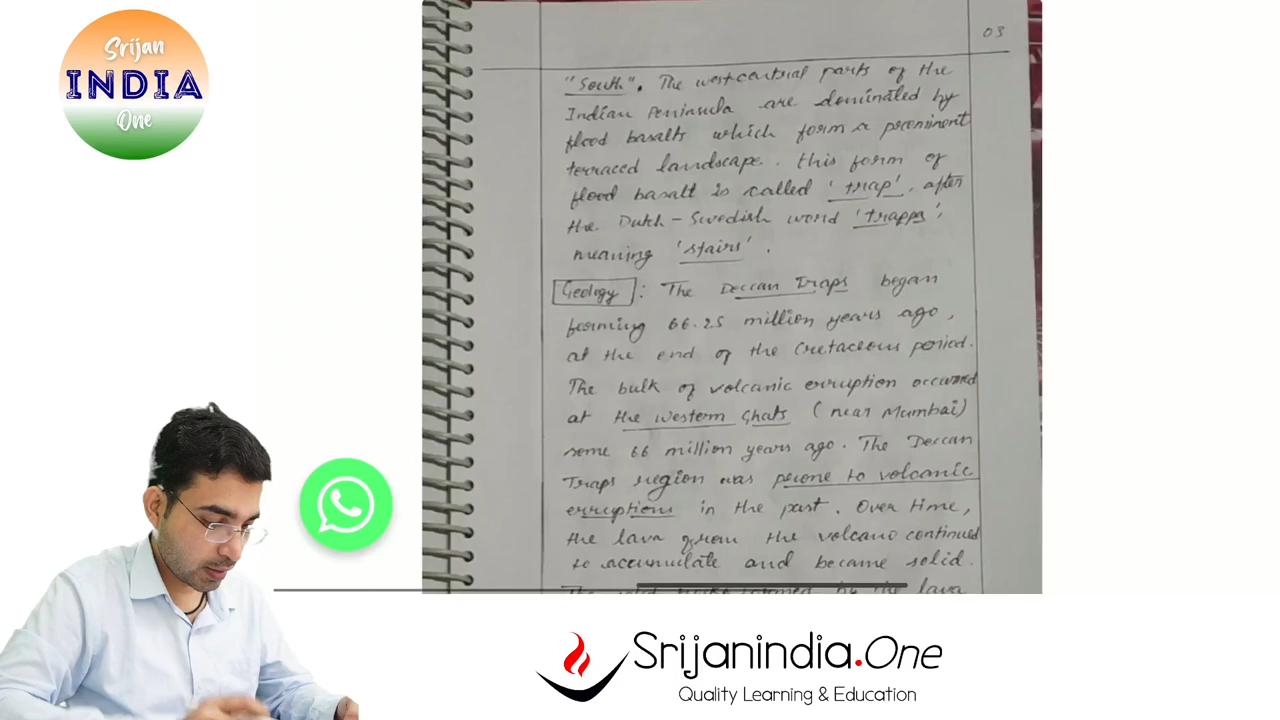 Srijan
INDIA
One
03
"South". The west-central parts of the
Indian Peninsula are dominated by
flood basalts which form a prominent
terraced landscape. This form of
flood basalt is called 'trap', after
the Dutch-Swedish word 'trapps',
meaning 'stairs'.
Geology : The Deccan Traps began
forming 66.25 million years ago,
at the end of the Cretaceous period.
The bulk of volcanic erruption occurred
at the western Ghats (near Mumbai)
some 66 million years ago. The Deccan
Traps region was prone to volcanic
erruptions in the past. Over time,
the lava from the volcano continued
to accumulate and became solid.
by lava
Srijanindia.One
Quality Learning & Education